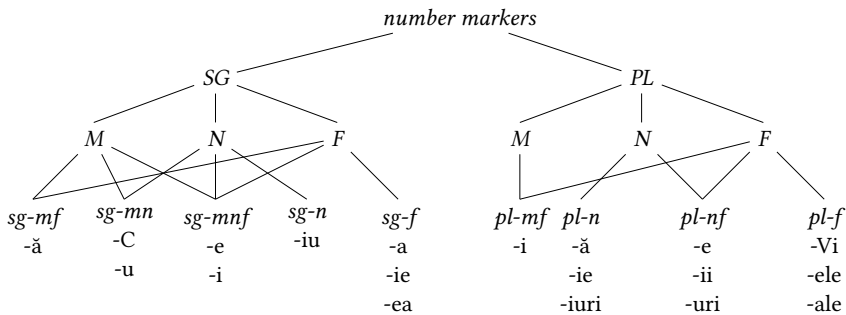 number markers
SG PL
M N F M N F
sg-mf sg-mn sg-mnf sg-n sg-f pl-mf pl-n pl-nf pl-f
-ă -C -e -iu -a -i -ă -e -Vi
-u -i -ie -ie -ii -ele
-ea -iuri -uri -ale